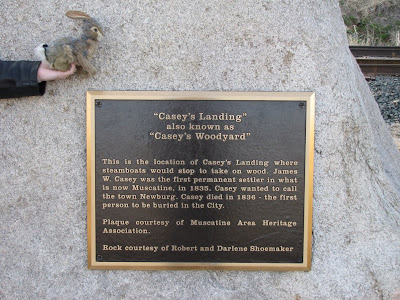 "Casey's Landing"
also known as
"Casey's Woodyard"
This is the location of Casey's Landing where
steamboats would stop to take on wood. James
W. Casey was the first permanent settler in what
is now Muscatine, in 1835. Casey wanted to call
the town Newburg. Casey died in 1836 - the first
person to be buried in the City.
Plaque courtesy of Muscatine Area Heritage
Association.
Rock courtesy of Robert and Darlene Shoemaker